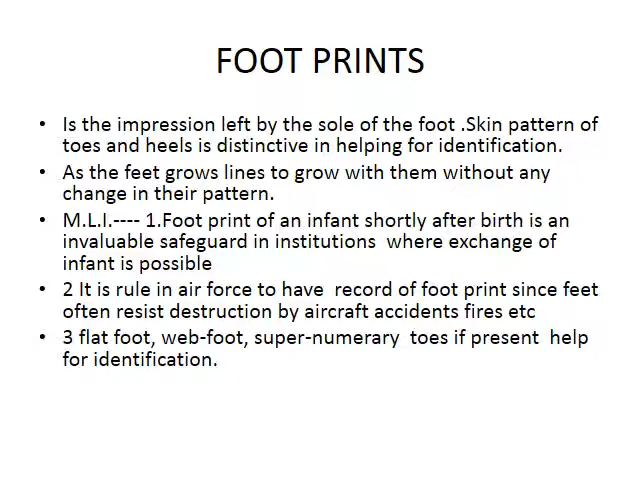 FOOT PRINTS
• Is the impression left by the sole of the foot .Skin pattern of
toes and heels is distinctive in helping for identification.
• As the feet grows lines to grow with them without any
change in their pattern.
• M.L.I.---- 1.Foot print of an infant shortly after birth is an
invaluable safeguard in institutions  where exchange of
infant is possible
• 2 It is rule in air force to have  record of foot print since feet
often resist destruction by aircraft accidents fires etc
• 3 flat foot, web-foot, super-numerary  toes if present  help
for identification.